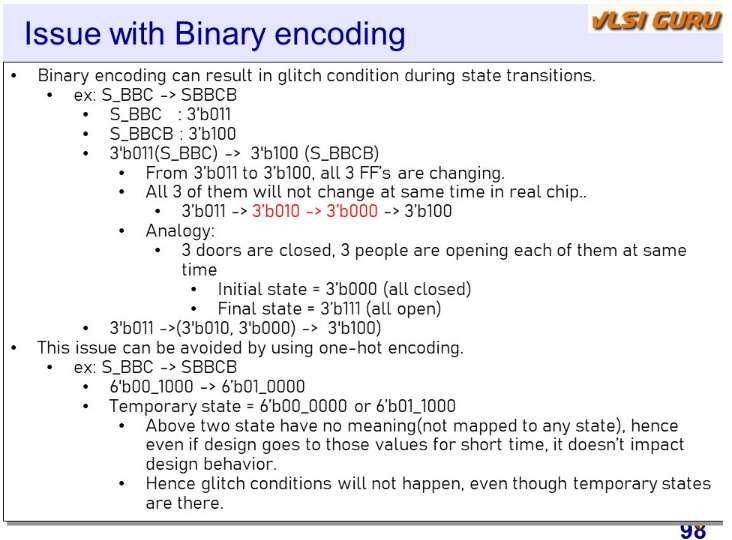 Issue with Binary encoding
VLSI GURU
• Binary encoding can result in glitch condition during state transitions.
• ex: S_BBC -> SBBCB
• S_BBC : 3'b011
• S_BBCB : 3'b100
• 3'b011(S_BBC) -> 3'b100 (S_BBCB)
• From 3'b011 to 3'b100, all 3 FF's are changing.
• All 3 of them will not change at same time in real chip..
• 3'b011 -> 3'b010 -> 3'b000 -> 3'b100
• Analogy:
• 3 doors are closed, 3 people are opening each of them at same
time
• Initial state = 3'b000 (all closed)
• Final state = 3'b111 (all open)
• 3'b011 ->(3'b010, 3'b000) -> 3'b100)
• This issue can be avoided by using one-hot encoding.
• ex: S_BBC -> SBBCB
• 6'b00_1000 -> 6'b01_0000
• Temporary state = 6'b00_0000 or 6'b01_1000
• Above two state have no meaning(not mapped to any state), hence
even if design goes to those values for short time, it doesn't impact
design behavior.
• Hence glitch conditions will not happen, even though temporary states
are there.
98